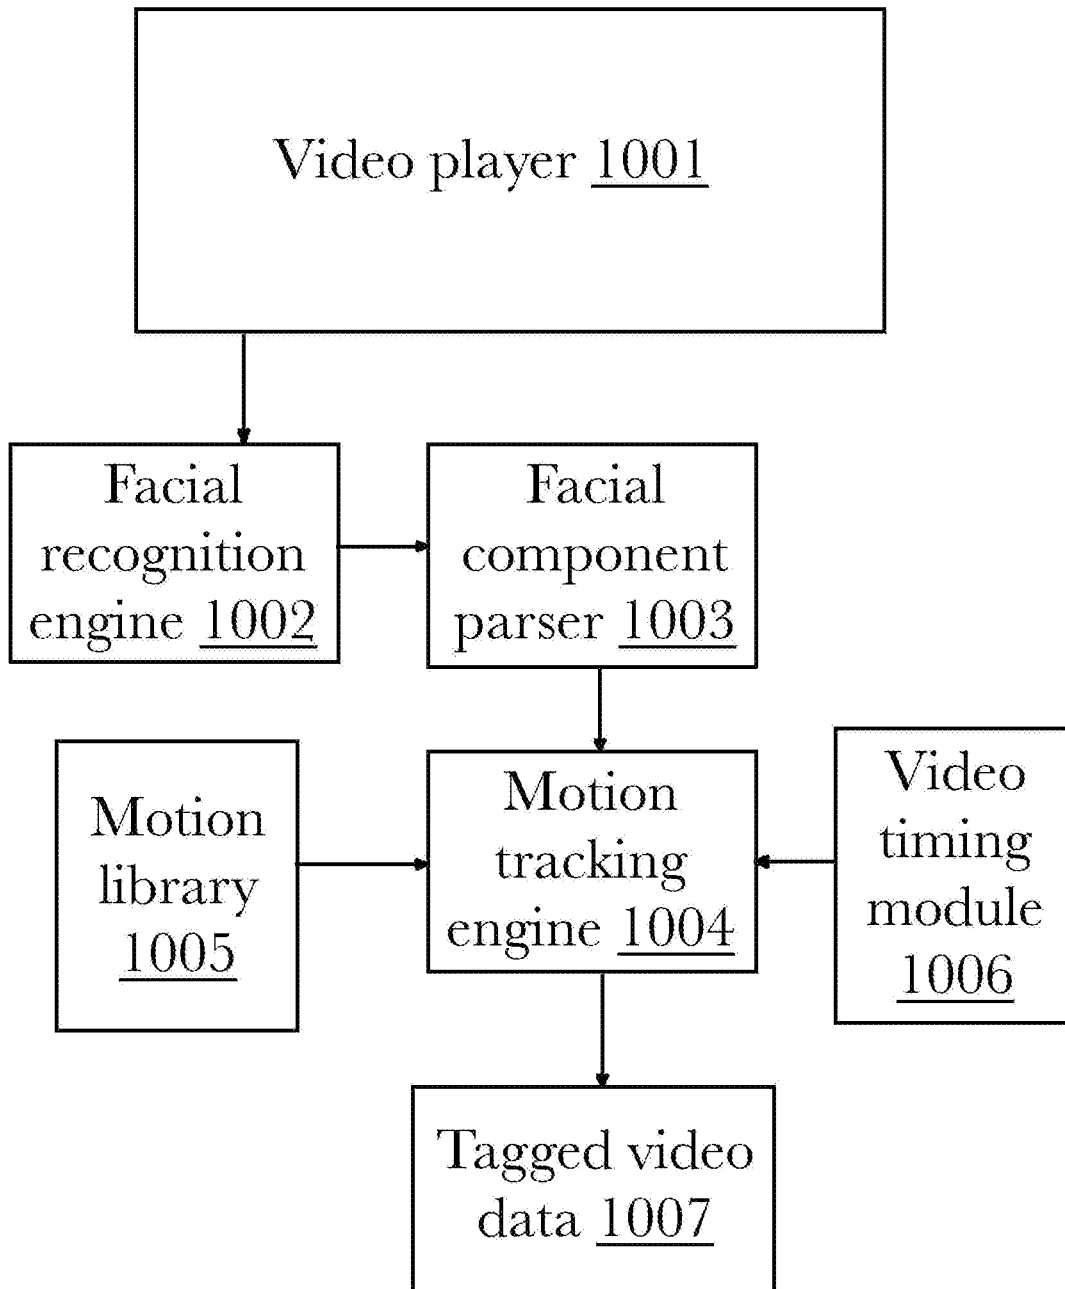 Video player 1001
Facial
recognition
engine 1002
Facial
component
parser 1003
Motion
library
1005
Motion
tracking
engine 1004
Video
timing
module
1006
Tagged video
data 1007